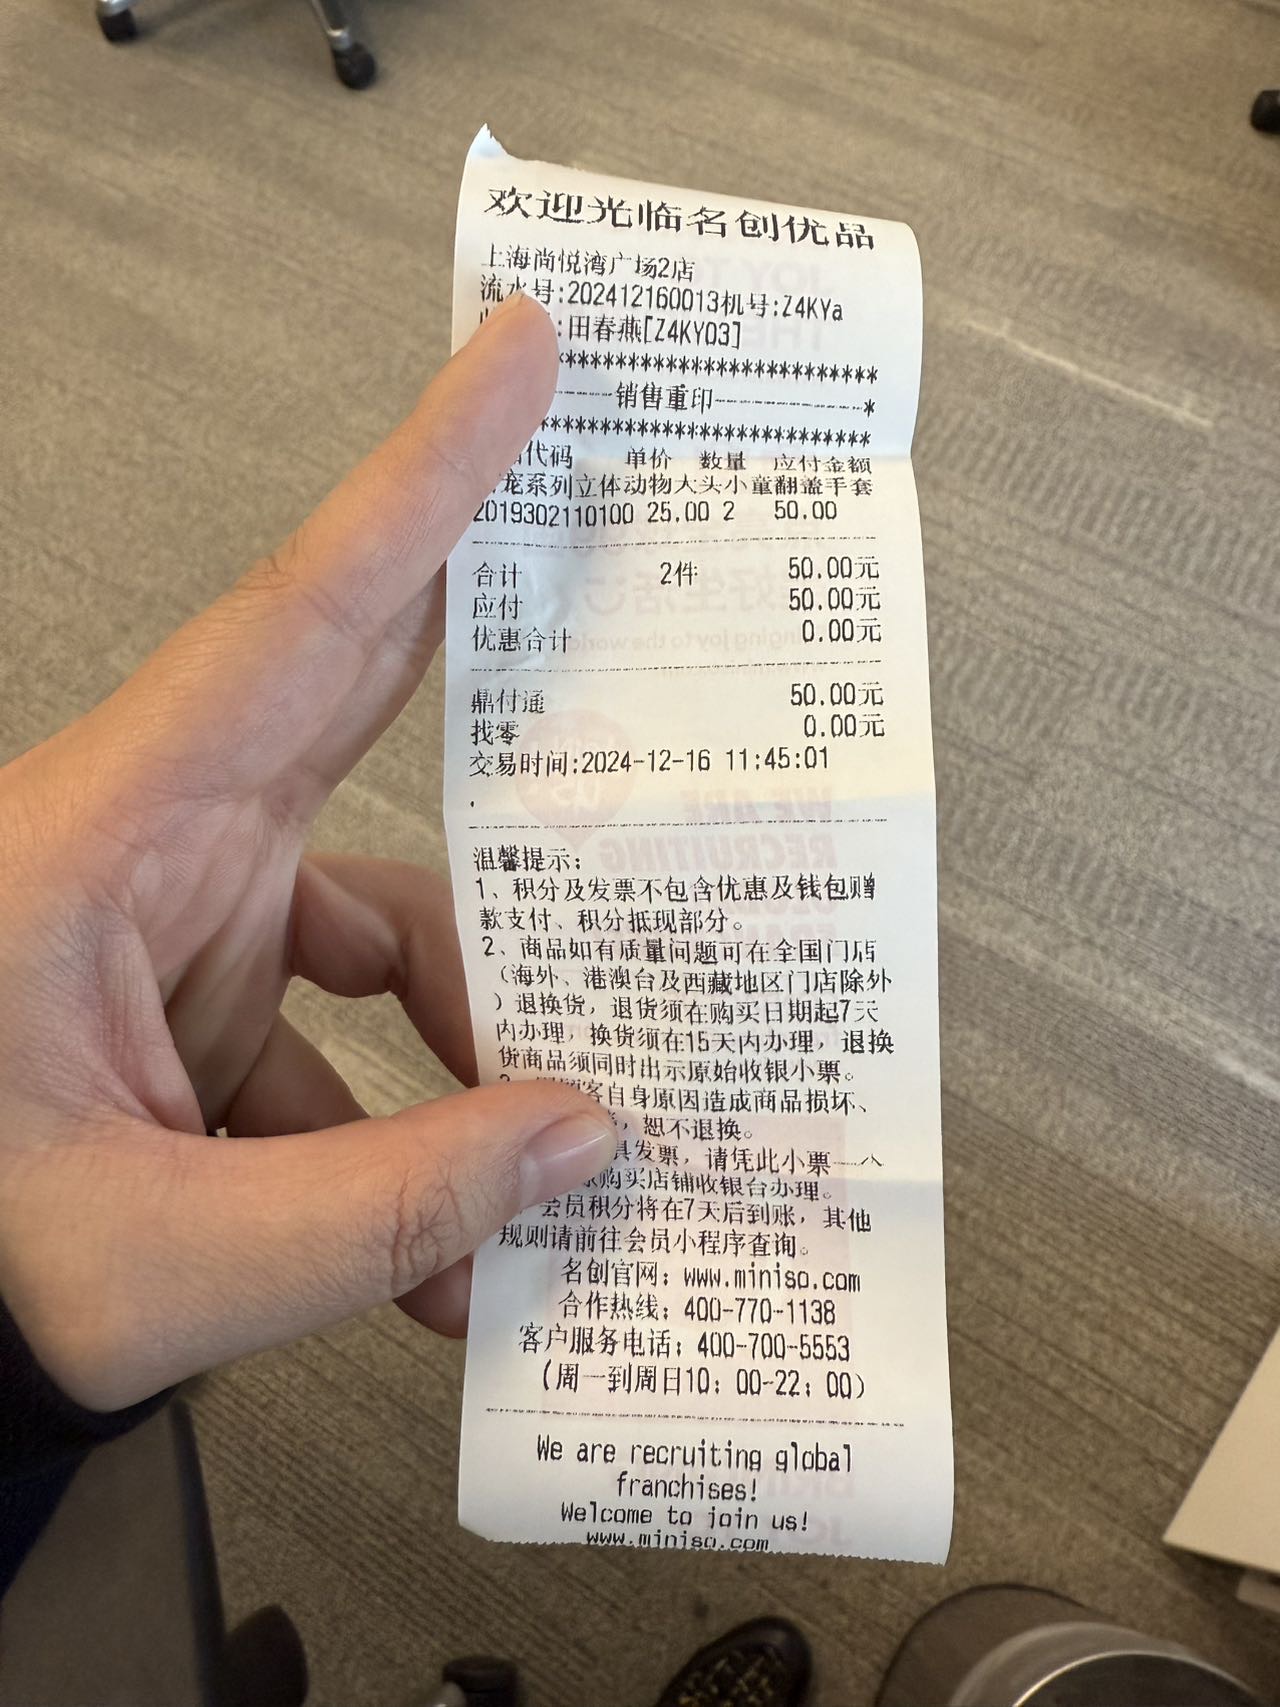 欢迎光临名创优品
上海尚悦湾广场2店
流水号:202412160013机号:Z4KYa
:田春燕[Z4KY03]
**************************
销售重印 *
***************************
代码 单价 数量 应付金额
宠系列立体动物大头小童翻盖手套
2019302110100 25.00 2 50.00
合计 2件 50.00元
应付 50.00元
优惠合计 0.00元
鼎付通 50.00元
找零 0.00元
交易时间:2024-12-16 11:45:01
.
温馨提示:
1、积分及发票不包含优惠及钱包赠
款支付、积分抵现部分。
2、商品如有质量问题可在全国门店
（海外、港澳台及西藏地区门店除外
）退换货，退货须在购买日期起7天
内办理，换货须在15天内办理，退换
货商品须同时出示原始收银小票。
客自身原因造成商品损坏、
，恕不退换。
具发票，请凭此小票一个
购买店铺收银台办理。
会员积分将在7天后到账，其他
规则请前往会员小程序查询。
名创官网：www.miniso.com
合作热线：400-770-1138
客户服务电话：400-700-5553
(周一到周日10：00-22：00)
We are recruiting global
franchises!
Welcome to join us!
www.miniso.com